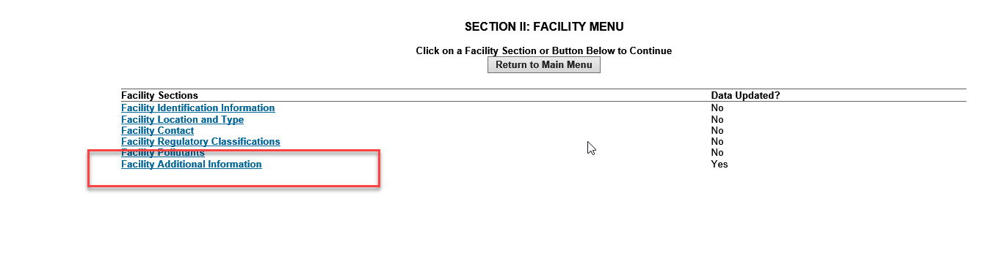 SECTION II: FACILITY MENU
Click on a Facility Section or Button Below to Continue
Return to Main Menu
Facility Sections Data Updated?
Facility Identification Information No
Facility Location and Type No
Facility Contact No
Facility Regulatory Classifications No
Facility Pollutants No
Facility Additional Information Yes